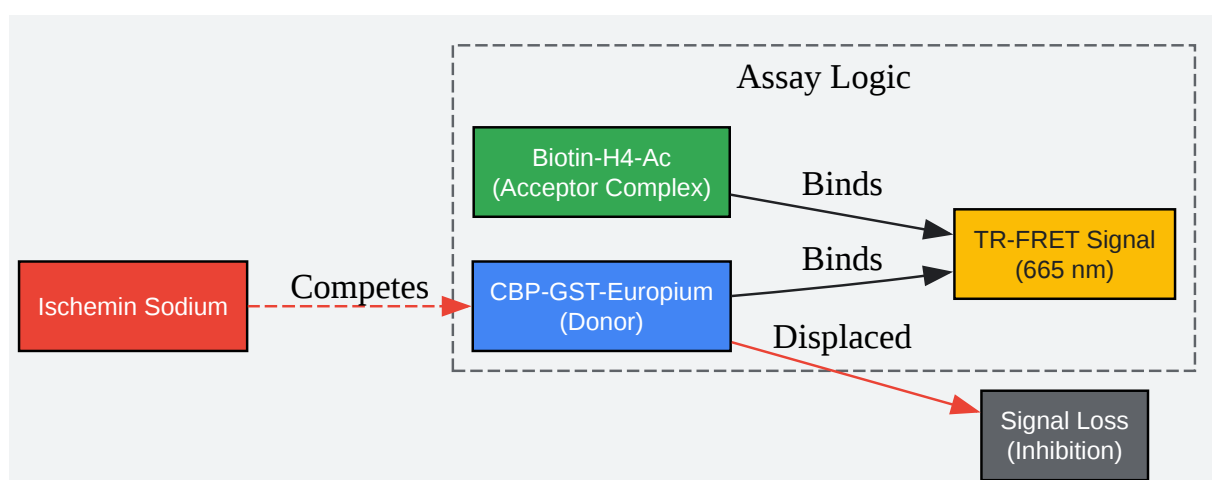 Assay Logic
Biotin-H4-Ac
(Acceptor Complex)
Binds
TR-FRET Signal
(665 nm)
Ischemin Sodium
Competes
CBP-GST-Europium
(Donor)
Binds
Displaced
Signal Loss
(Inhibition)